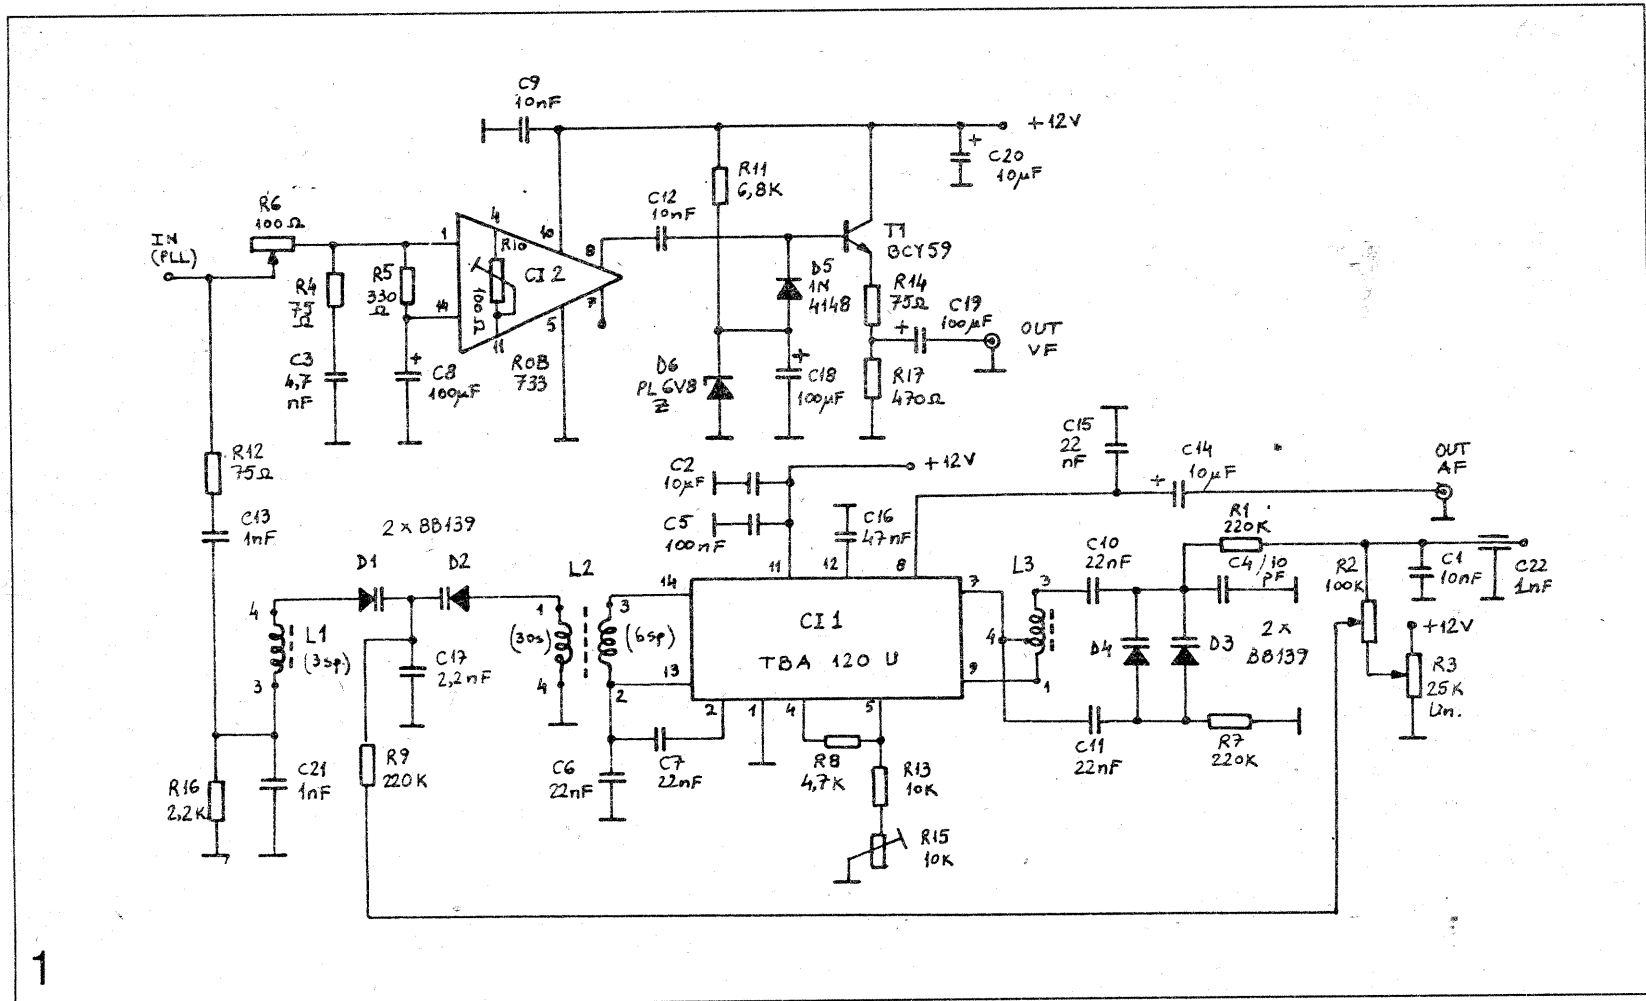 C9
10nF
+12V
+
C20
10µF
R11
6,8K
C12
10nF
R6
100Ω
IN
(PLL)
1
4
R10
10
8
CI2
T1
BCY59
D5
1N
4148
R4
75
Ω
R5
330
Ω
14
100Ω
11
5
7
R14
75Ω
+
C19
100µF
OUT
VF
C3
4,7
nF
+
C8
100µF
ROB
733
D6
PL6V8
Z
+
C18
100µF
R17
470Ω
R12
75Ω
C2
10µF
+12V
C15
22
nF
C14
+
10µF
OUT
AF
C13
1nF
2 x BB139
C5
100nF
C16
47nF
R1
220K
D1
D2
L2
11
12
8
L3
C10
22nF
C4/10
pF
R2
100K
C1
10nF
C22
1nF
4
L1
(3sp.)
3
1
(30s)
4
3
(6sp)
2
14
13
CI1
TBA 120 U
7
9
3
4
1
D4
D3
2 x
BB139
+12V
R3
25K
Lin.
C17
2,2nF
2
1
4
5
R9
220K
C21
1nF
R16
2,2K
C6
22nF
C7
22nF
R8
4,7K
R13
10K
C11
22nF
R7
220K
R15
10K
1